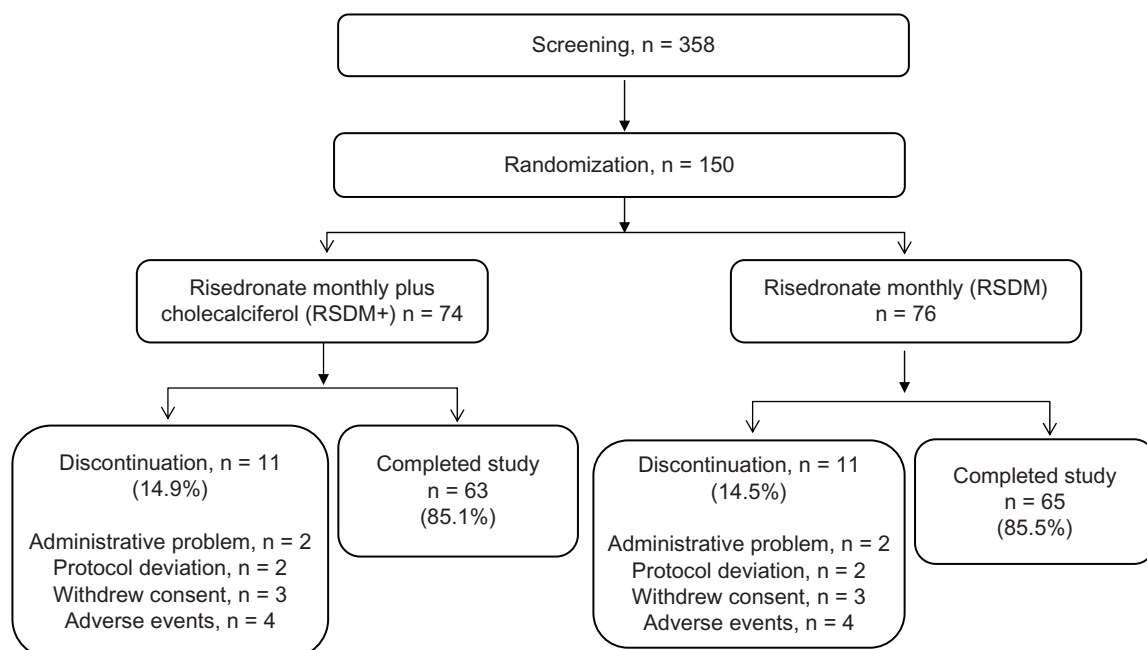 Screening, n = 358
Randomization, n = 150
Risedronate monthly plus
cholecalciferol (RSDM+) n = 74
Risedronate monthly (RSDM)
n = 76
Discontinuation, n = 11
(14.9%)
Administrative problem, n = 2
Protocol deviation, n = 2
Withdrew consent, n = 3
Adverse events, n = 4
Completed study
n = 63
(85.1%)
Discontinuation, n = 11
(14.5%)
Administrative problem, n = 2
Protocol deviation, n = 2
Withdrew consent, n = 3
Adverse events, n = 4
Completed study
n = 65
(85.5%)